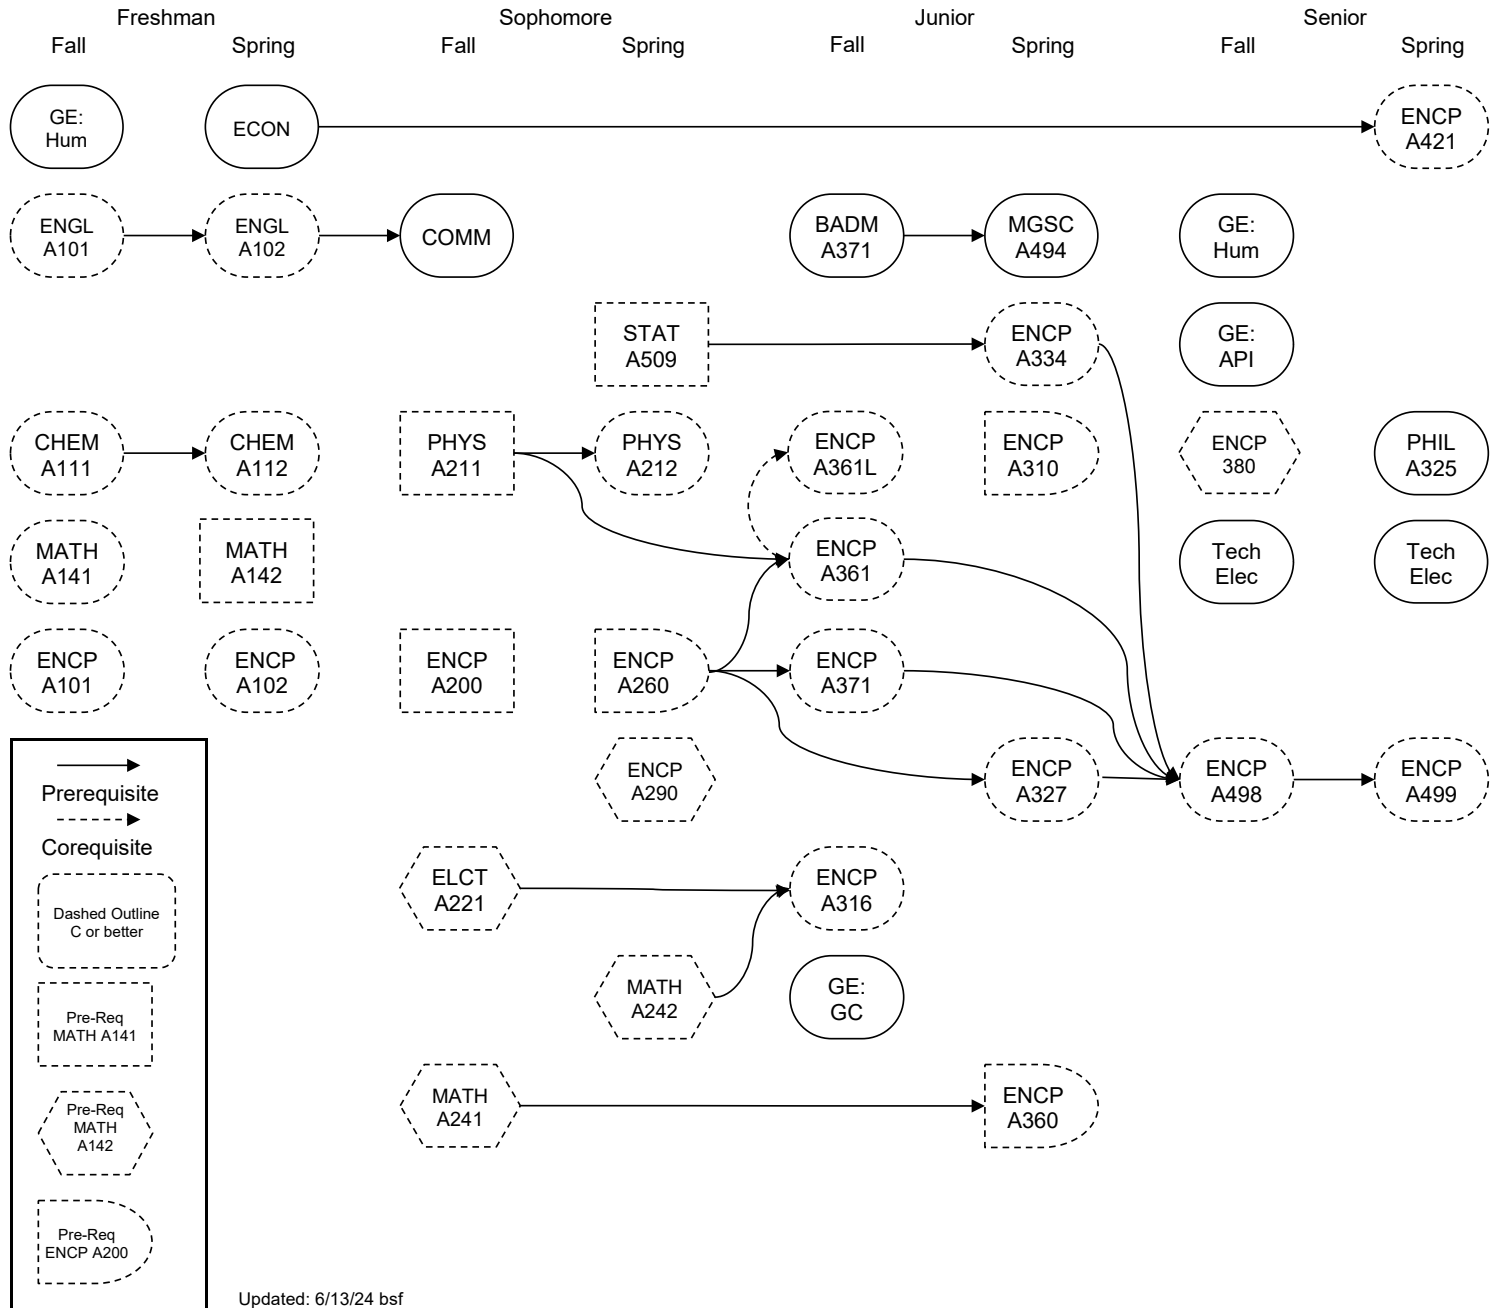 Freshman
Sophomore
Junior
Senior
Fall
Spring
Fall
Spring
Fall
Spring
Fall
Spring
GE:
Hum
ECON
ENCP
A421
ENGL
A101
ENGL
A102
COMM
BADM
A371
MGSC
A494
GE:
Hum
STAT
A509
ENCP
A334
GE:
API
CHEM
A111
CHEM
A112
PHYS
A211
PHYS
A212
ENCP
A361L
ENCP
A310
ENCP
380
PHIL
A325
MATH
A141
MATH
A142
ENCP
A361
Tech
Elec
Tech
Elec
ENCP
A101
ENCP
A102
ENCP
A200
ENCP
A260
ENCP
A371
ENCP
A290
ENCP
A327
ENCP
A498
ENCP
A499
ELCT
A221
ENCP
A316
MATH
A242
GE:
GC
MATH
A241
ENCP
A360
Prerequisite
Corequisite
Dashed Outline
C or better
Pre-Req
MATH A141
Pre-Req
MATH
A142
Pre-Req
ENCP A200
Updated: 6/13/24 bsf